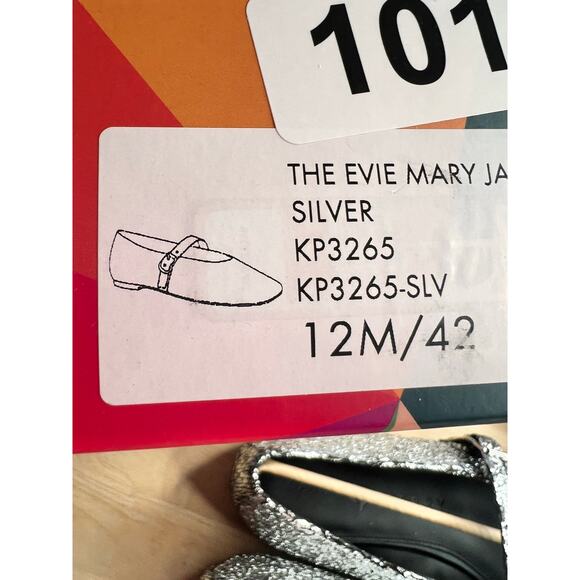 101
THE EVIE MARY JA
SILVER
KP3265
KP3265-SLV
12M/42